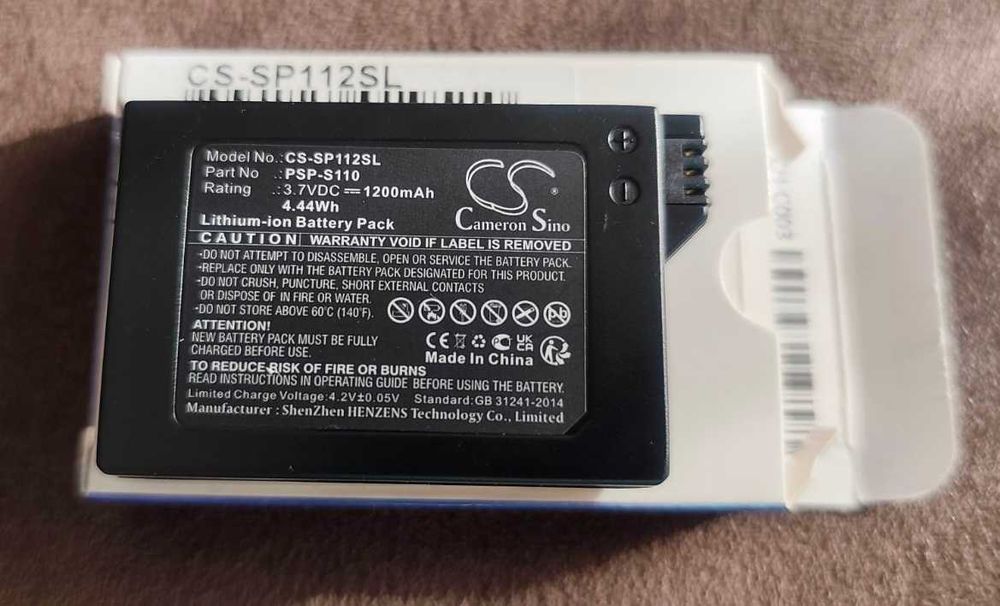 CS-SP112SL
Model No.:CS-SP112SL
Part No .:PSP-S110
Rating .:3.7VDC⎓1200mAh
4.44Wh
Lithium-ion Battery Pack
CS
®
Cameron Sino
+
-
CAUTION WARRANTY VOID IF LABEL IS REMOVED
-DO NOT ATTEMPT TO DISASSEMBLE, OPEN OR SERVICE THE BATTERY PACK.
-REPLACE ONLY WITH THE BATTERY PACK DESIGNATED FOR THIS PRODUCT.
-DO NOT CRUSH, PUNCTURE, SHORT EXTERNAL CONTACTS
OR DISPOSE OF IN FIRE OR WATER.
-DO NOT STORE ABOVE 60°C (140°F).
Pb
ATTENTION!
NEW BATTERY PACK MUST BE FULLY
CHARGED BEFORE USE.
CE UK CA
Made In China
TO REDUCE RISK OF FIRE OR BURNS
READ INSTRUCTIONS IN OPERATING GUIDE BEFORE USING THE BATTERY.
Limited Charge Voltage:4.2V±0.05V Standard:GB 31241-2014
Manufacturer : ShenZhen HENZENS Technology Co., Limited